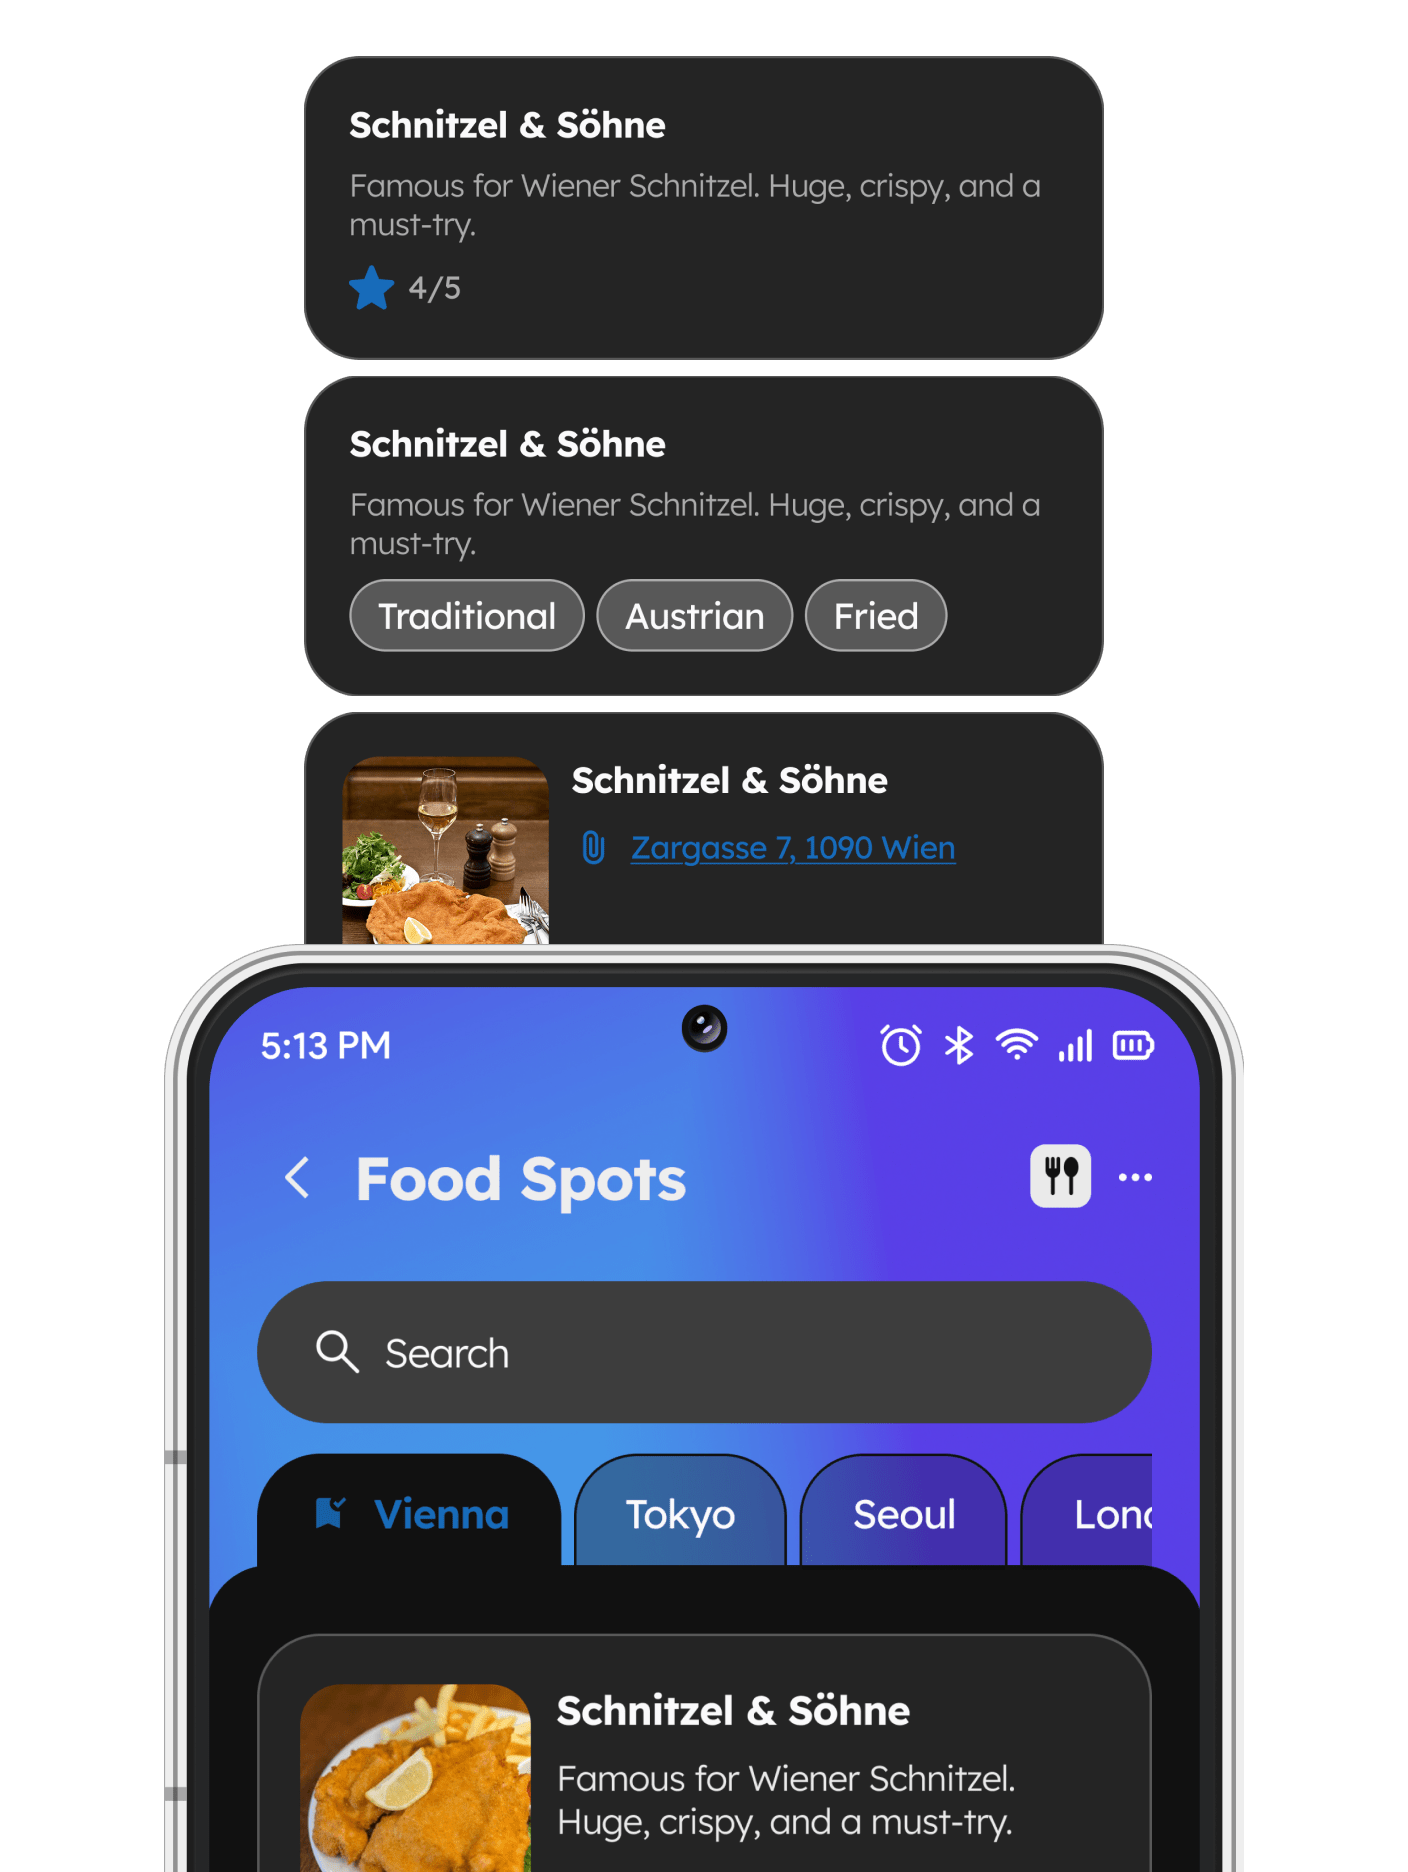 Schnitzel & Söhne
Famous for Wiener Schnitzel. Huge, crispy, and a
must-try.
4/5
Schnitzel & Söhne
Famous for Wiener Schnitzel. Huge, crispy, and a
must-try.
Traditional Austrian Fried
Schnitzel & Söhne
Zargasse 7, 1090 Wien
5:13 PM
Food Spots
Search
Vienna Tokyo Seoul
Schnitzel & Söhne
Famous for Wiener Schnitzel.
Huge, crispy, and a must-try.